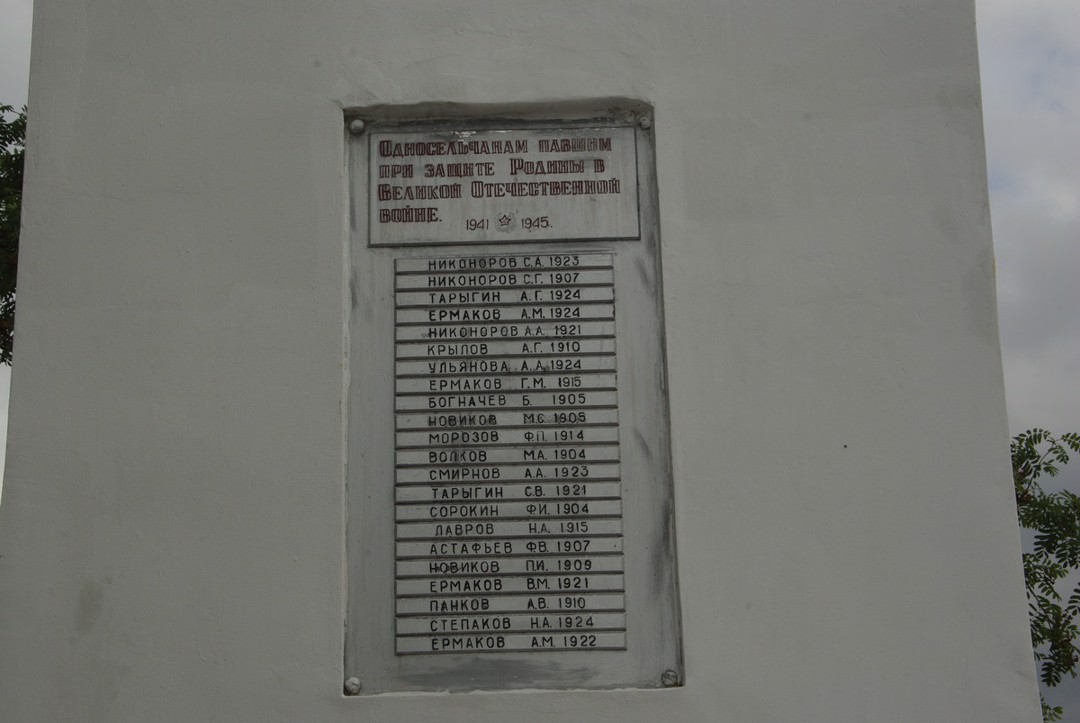 Односельчанам павшим
при защите Родины в
Великой Отечественной
войне.
1941 1945.
НИКОНОРОВ С.А. 1923
НИКОНОРОВ С.Г. 1907
ТАРЫГИН А.Г. 1924
ЕРМАКОВ А.М. 1924
НИКОНОРОВ А.А. 1921
КРЫЛОВ А.Г. 1910
УЛЬЯНОВА А.А. 1924
ЕРМАКОВ Г.М. 1915
БОГНАЧЕВ Б. 1905
НОВИКОВ М.С. 1905
МОРОЗОВ Ф.П. 1914
ВОЛКОВ М.А. 1904
СМИРНОВ А.А. 1923
ТАРЫГИН С.В. 1921
СОРОКИН Ф.И. 1904
ЛАВРОВ Н.А. 1915
АСТАФЬЕВ Ф.В. 1907
НОВИКОВ П.И. 1909
ЕРМАКОВ В.М. 1921
ПАНКОВ А.В. 1910
СТЕПАКОВ Н.А. 1924
ЕРМАКОВ А.М. 1922